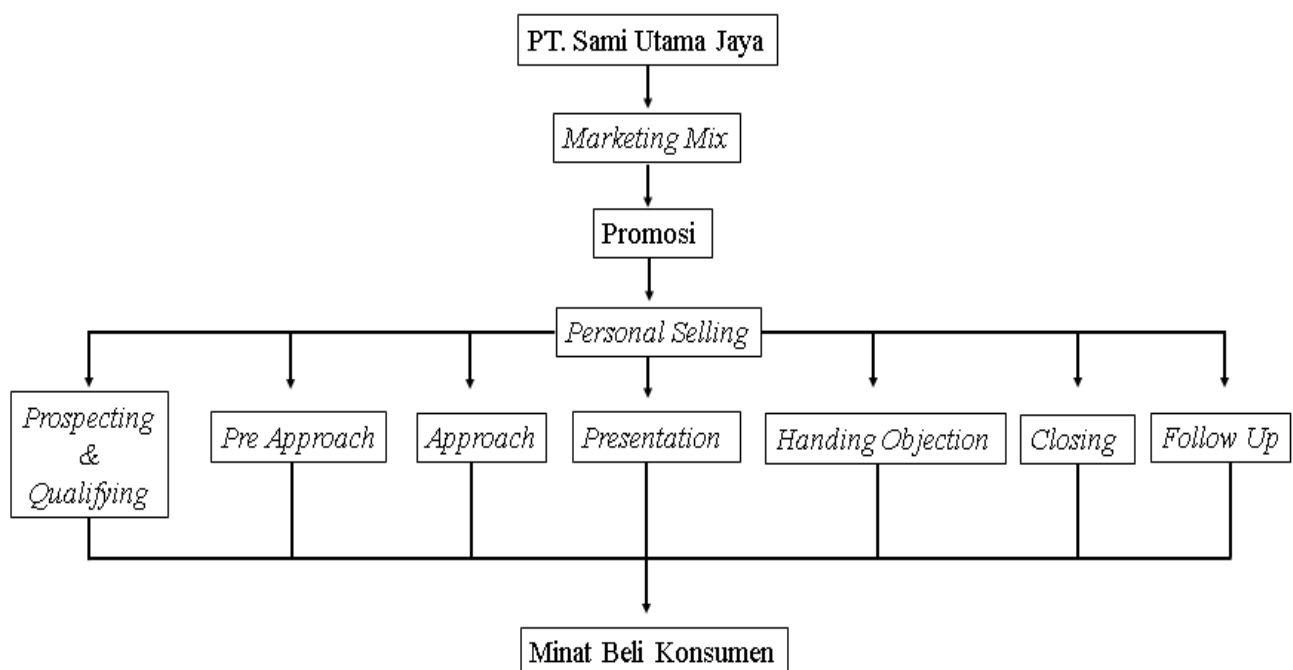 PT. Sami Utama Jaya
Marketing Mix
Promosi
Personal Selling
Prospecting
&
Qualifying
Pre Approach
Approach
Presentation
Handing Objection
Closing
Follow Up
Minat Beli Konsumen